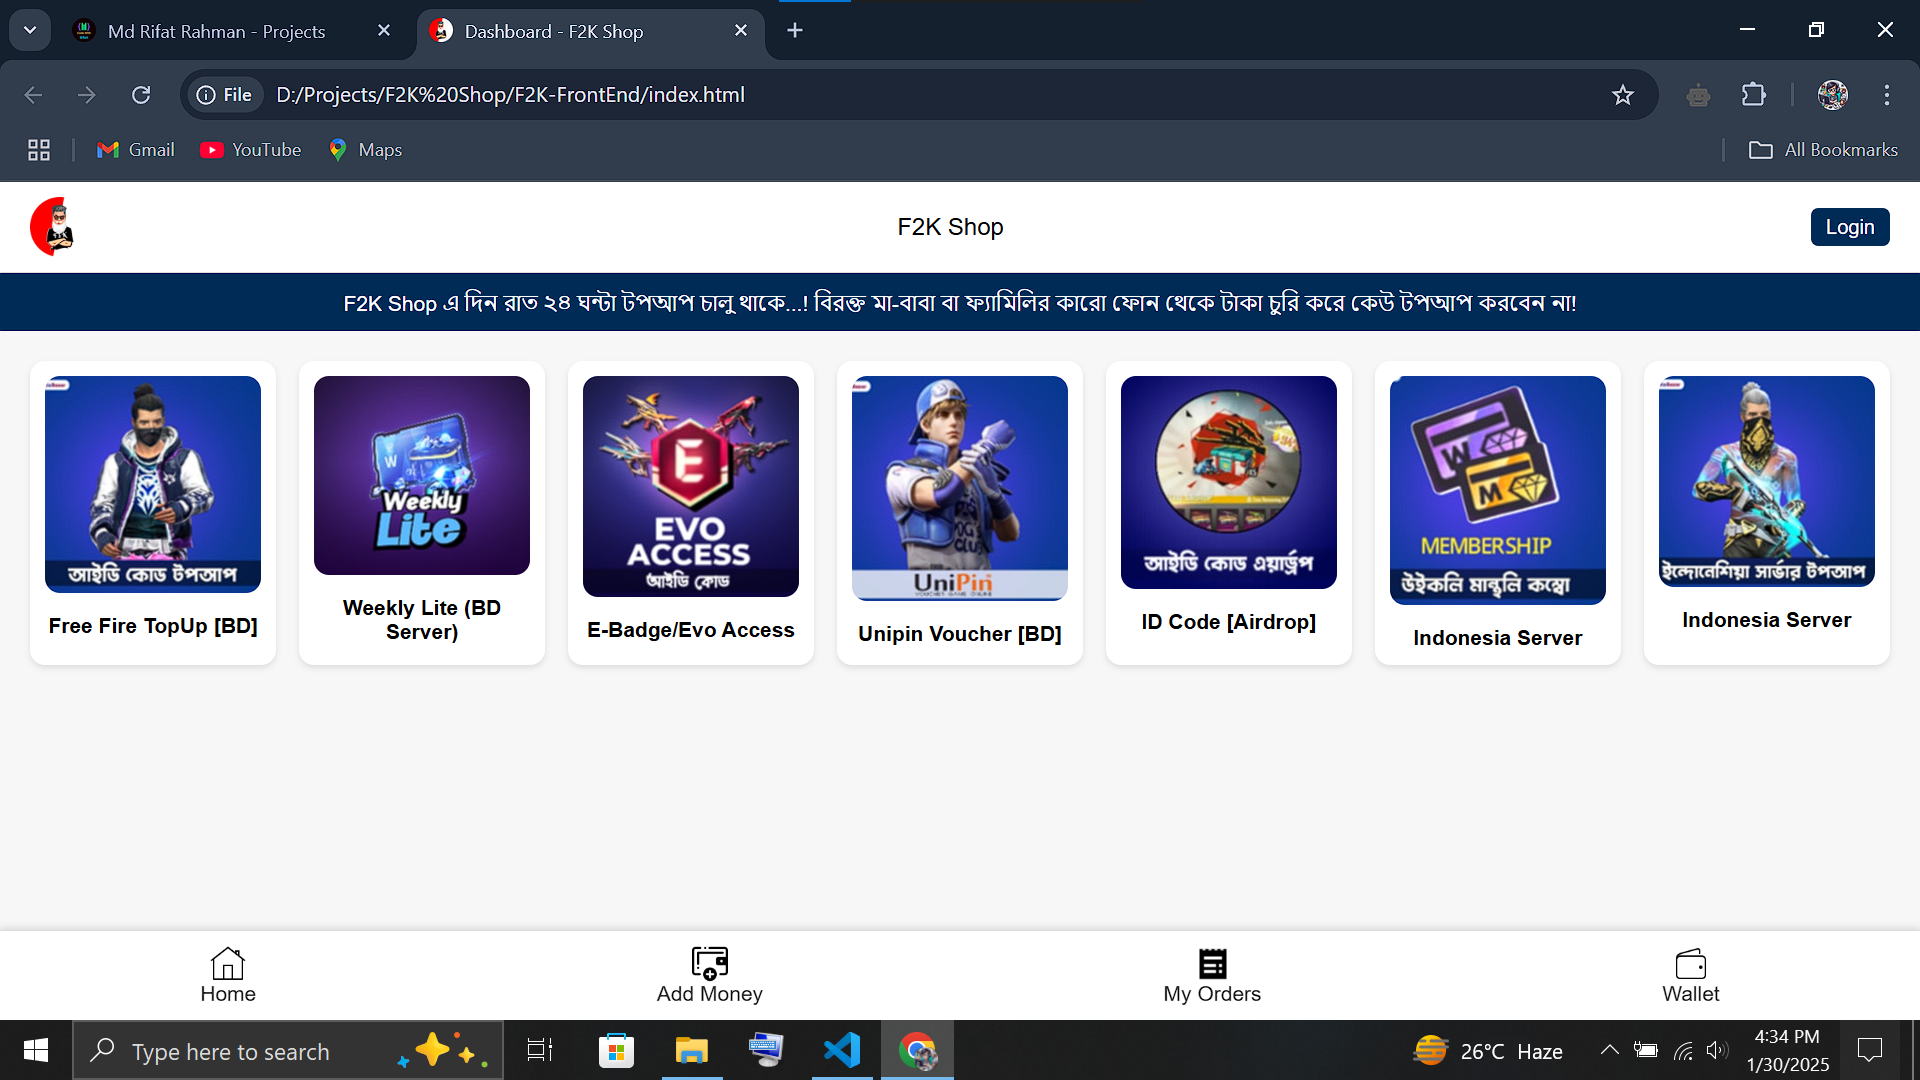 Md Rifat Rahman - Projects
Dashboard - F2K Shop
File
D:/Projects/F2K%20Shop/F2K-FrontEnd/index.html
Gmail
YouTube
Maps
All Bookmarks
F2K Shop
Login
F2K Shop এ দিন রাত ২৪ ঘন্টা টপআপ চালু থাকে...! বিরক্ত মা-বাবা বা ফ্যামিলির কারো ফোন থেকে টাকা চুরি করে কেউ টপআপ করবেন না!
আইডি কোড টপআপ
Free Fire TopUp [BD]
W
Weekly
Lite
Weekly Lite (BD
Server)
E
EVO
ACCESS
আইডি কোড
E-Badge/Evo Access
UniPin
Unipin Voucher [BD]
আইডি কোড এয়ার্ড্রপ
ID Code [Airdrop]
W
M
MEMBERSHIP
উইকলি মান্থলি কম্বো
Indonesia Server
ইন্দোনেশিয়া সার্ভার টপআপ
Indonesia Server
Home
Add Money
My Orders
Wallet
Type here to search
26°C Haze
4:34 PM
1/30/2025